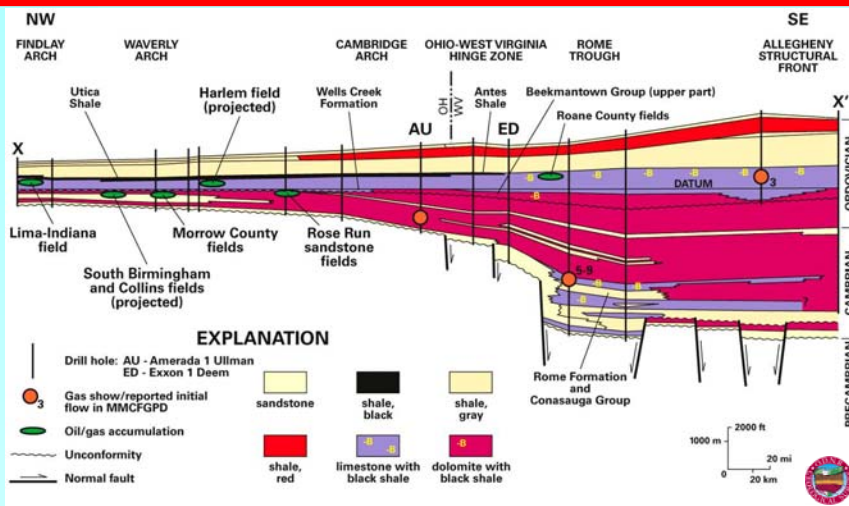 NW
SE
FINDLAY
ARCH
WAVERLY
ARCH
CAMBRIDGE
ARCH
OHIO-WEST VIRGINIA
HINGE ZONE
ROME
TROUGH
ALLEGHENY
STRUCTURAL
FRONT
Utica
Shale
Harlem field
(projected)
Wells Creek
Formation
OH
WV
Antes
Shale
Beekmantown Group (upper part)
Roane County fields
X
X'
AU
ED
-B
-B
-B
-B
-B
-B
-B
DATUM
3
ORDOVICIAN
Lima-Indiana
field
Morrow County
fields
Rose Run
sandstone
fields
South Birmingham
and Collins fields
(projected)
5-9
-B
-B
-B
CAMBRIAN
PRECAMBRIAN
Rome Formation
and
Conasauga Group
EXPLANATION
Drill hole: AU - Amerada 1 Ullman
ED - Exxon 1 Deem
3
Gas show/reported initial
flow in MMCFGPD
Oil/gas accumulation
Unconformity
Normal fault
sandstone
shale,
black
shale,
gray
shale,
red
-B
-B
limestone with
black shale
-B
dolomite with
black shale
2000 ft
1000 m
20 mi
20 km